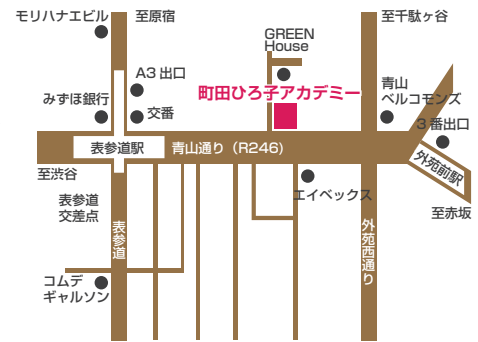 モリハナエビル
至原宿
至千駄ヶ谷
GREEN
House
A3 出口
町田ひろ子アカデミー
青山
ベルコモンズ
みずほ銀行
交番
3 番出口
表参道駅
青山通り（R246）
外苑前駅
至渋谷
エイベックス
表参道
交差点
至赤坂
表参道
外苑西通り
コムデ
ギャルソン